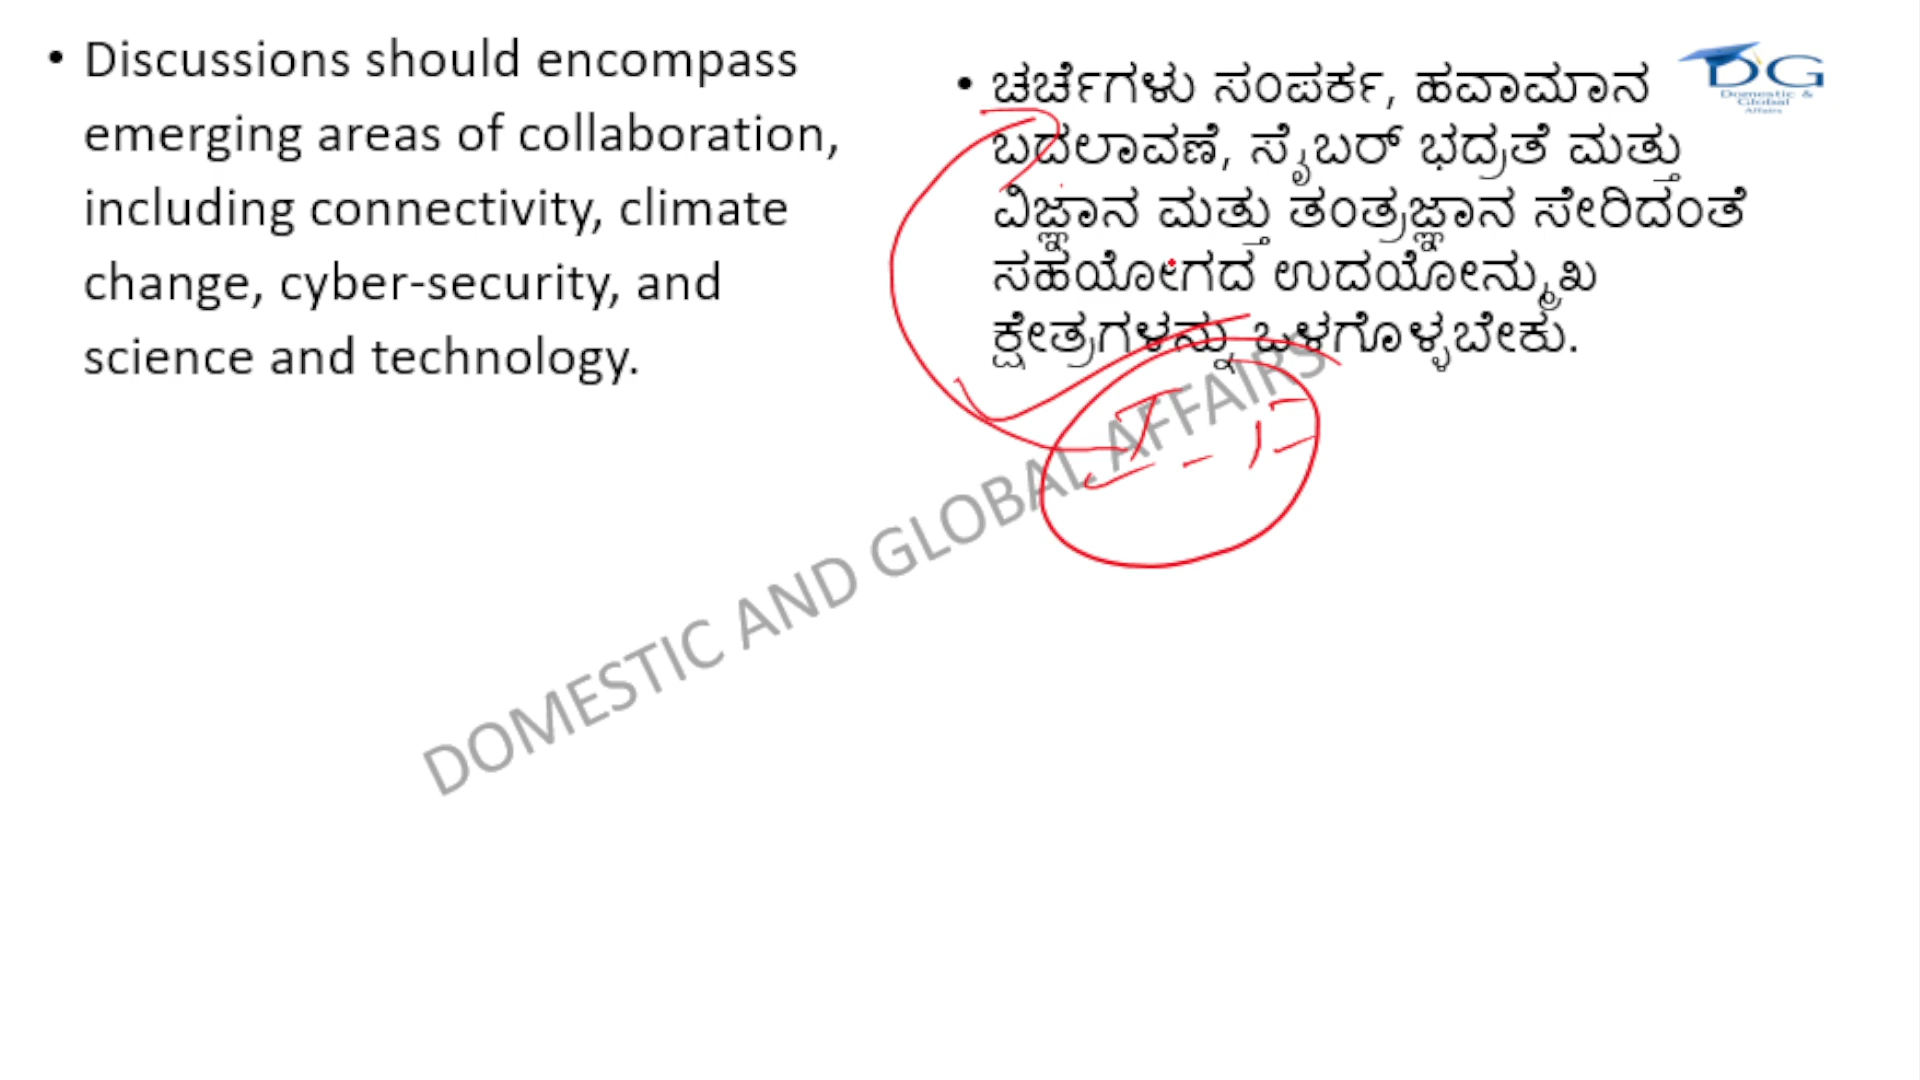 • Discussions should encompass
emerging areas of collaboration,
including connectivity, climate
change, cyber-security, and
science and technology.
• ಚರ್ಚೆಗಳು ಸಂಪರ್ಕ, ಹವಾಮಾನ
ಬದಲಾವಣೆ, ಸೈಬರ್ ಭದ್ರತೆ ಮತ್ತು
ವಿಜ್ಞಾನ ಮತ್ತು ತಂತ್ರಜ್ಞಾನ ಸೇರಿದಂತೆ
ಸಹಯೋಗದ ಉದಯೋನ್ಮುಖ
ಕ್ಷೇತ್ರಗಳನ್ನು ಒಳಗೊಳ್ಳಬೇಕು.
DG
Domestic &
Global
Affairs
DOMESTIC AND GLOBAL AFFAIRS